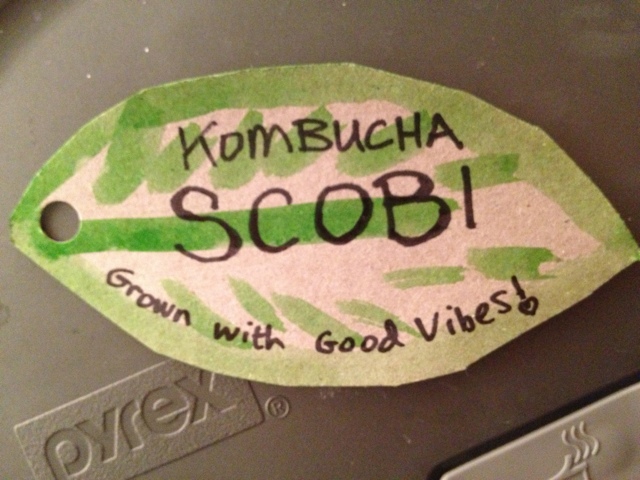 KOMBUCHA
SCOBI
Grown with Good Vibes!
pyrex®